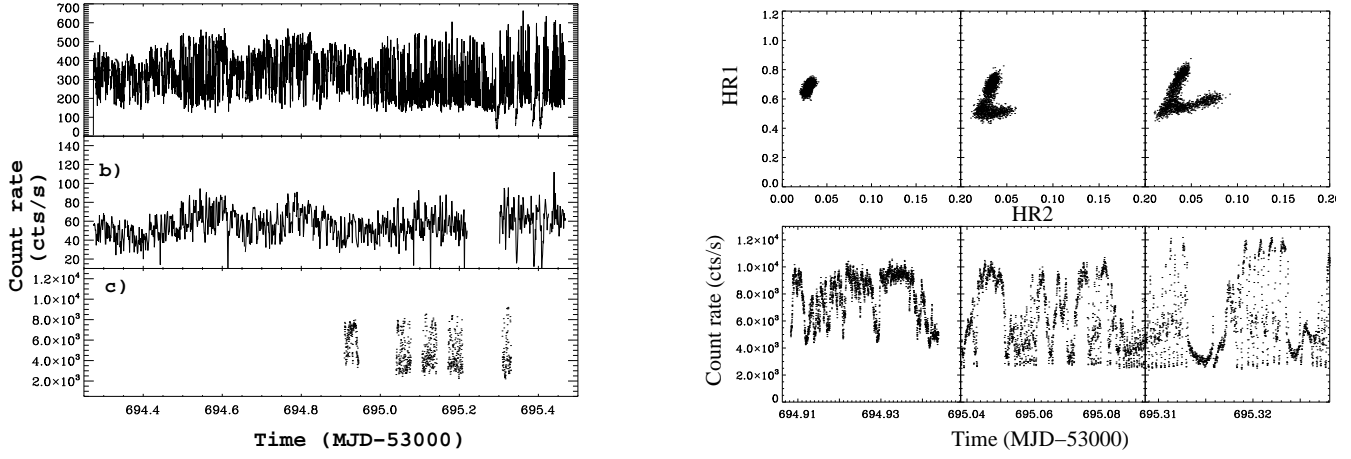 700
600
500
400
300
200
100
0
140
120
100
80
60
40
20
b)
1.2×10⁴
1.0×10⁴
8.0×10³
6.0×10³
4.0×10³
2.0×10³
c)
Count rate
(cts/s)
694.4 694.6 694.8 695.0 695.2 695.4
Time (MJD-53000)
1.2
1.0
0.8
0.6
0.4
0.2
0.0
HR1
0.00 0.05 0.10 0.15 0.20 0.05 0.10 0.15 0.20 0.05 0.10 0.15 0.20
HR2
1.2×10⁴
1.0×10⁴
8.0×10³
6.0×10³
4.0×10³
2.0×10³
0
Count rate (cts/s)
694.91 694.93 695.04 695.06 695.08 695.31 695.32
Time (MJD−53000)